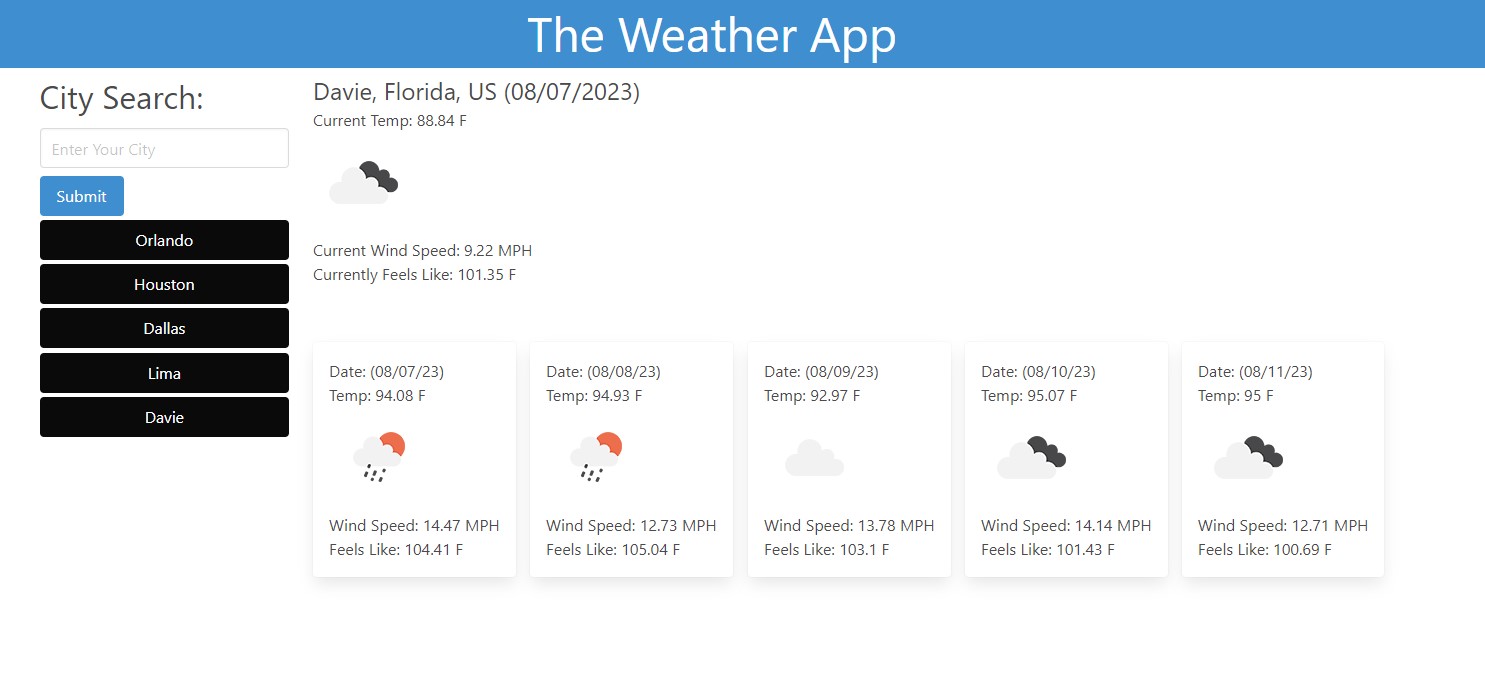 The Weather App
City Search:
Enter Your City
Submit
Orlando
Houston
Dallas
Lima
Davie
Davie, Florida, US (08/07/2023)
Current Temp: 88.84 F
Current Wind Speed: 9.22 MPH
Currently Feels Like: 101.35 F
Date: (08/07/23)
Temp: 94.08 F
Wind Speed: 14.47 MPH
Feels Like: 104.41 F
Date: (08/08/23)
Temp: 94.93 F
Wind Speed: 12.73 MPH
Feels Like: 105.04 F
Date: (08/09/23)
Temp: 92.97 F
Wind Speed: 13.78 MPH
Feels Like: 103.1 F
Date: (08/10/23)
Temp: 95.07 F
Wind Speed: 14.14 MPH
Feels Like: 101.43 F
Date: (08/11/23)
Temp: 95 F
Wind Speed: 12.71 MPH
Feels Like: 100.69 F